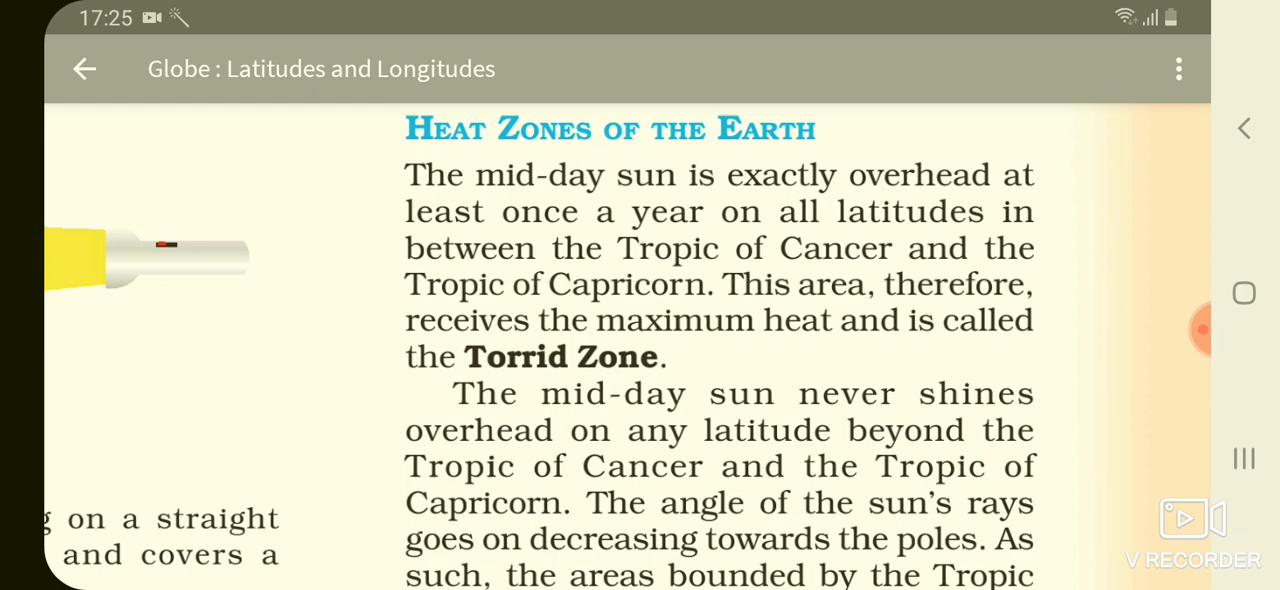 17:25
Globe : Latitudes and Longitudes
HEAT ZONES OF THE EARTH
The mid-day sun is exactly overhead at
least once a year on all latitudes in
between the Tropic of Cancer and the
Tropic of Capricorn. This area, therefore,
receives the maximum heat and is called
the Torrid Zone.
The mid-day sun never shines
overhead on any latitude beyond the
Tropic of Cancer and the Tropic of
Capricorn. The angle of the sun's rays
goes on decreasing towards the poles. As
such, the areas bounded by the Tropic
on a straight
and covers a
V RECORDER